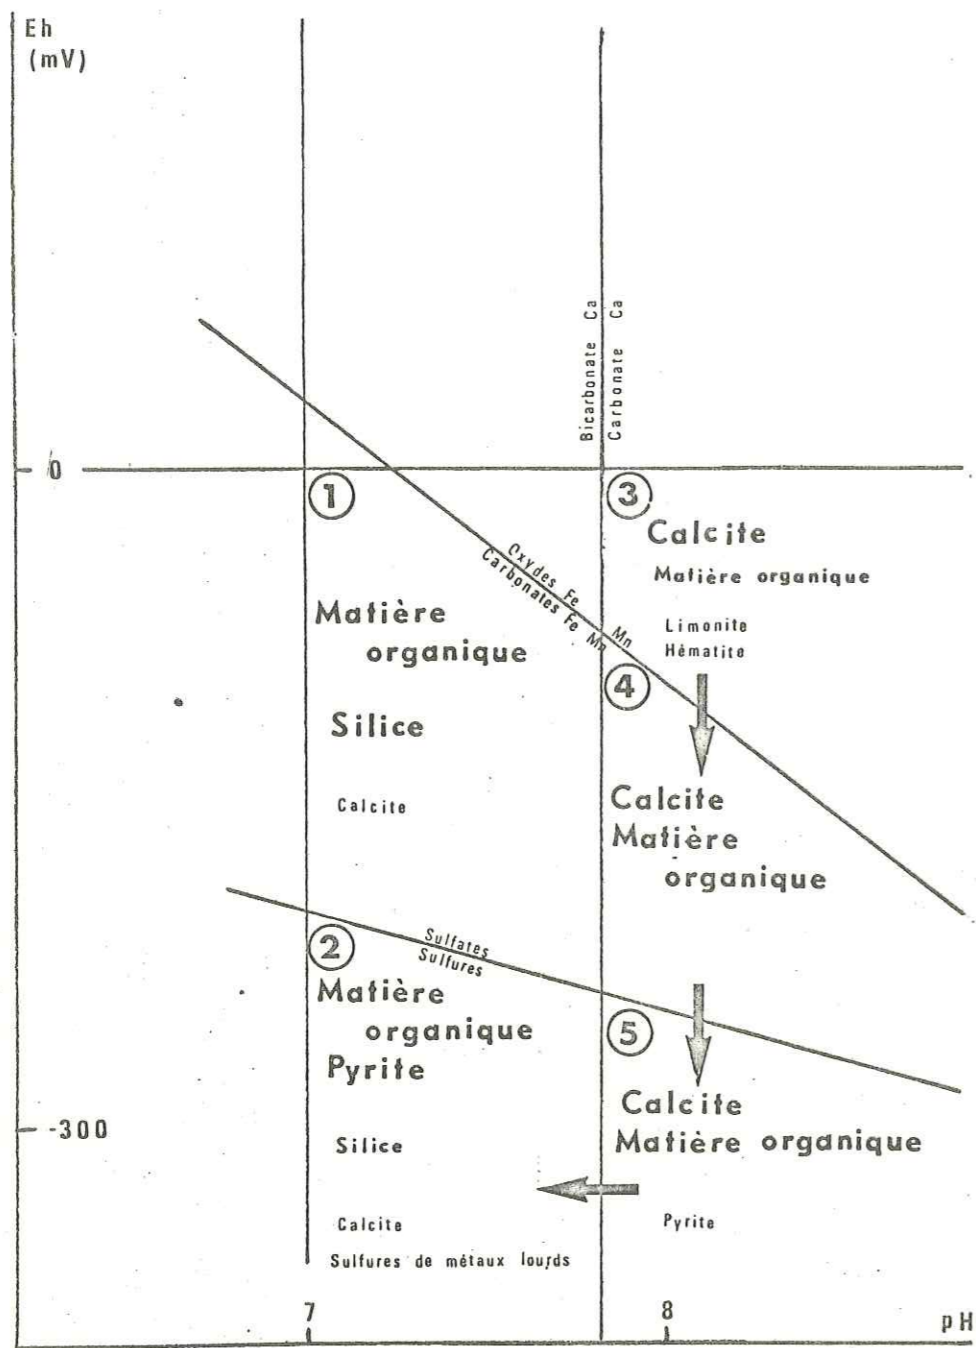 Eh
(mV)
Bicarbonate Ca
Carbonate Ca
0
1
3
Calcite
Matière organique
Limonite
Hématite
Oxydes Fe Mn
Carbonates Fe Mn
Matière
organique
Silice
Calcite
4
Calcite
Matière
organique
Sulfates
Sulfures
2
Matière
organique
Pyrite
Silice
Calcite
Sulfures de métaux lourds
5
Calcite
Matière organique
Pyrite
-300
7
8
pH